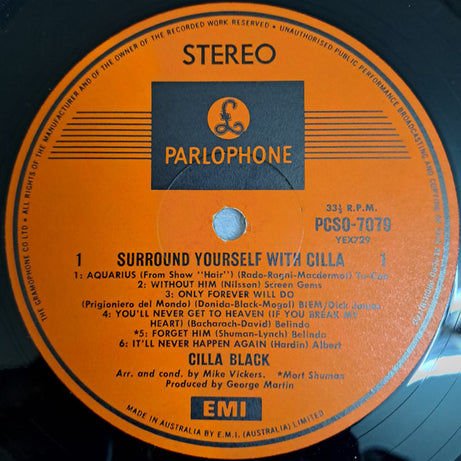 THE GRAMOPHONE CO LTD · ALL RIGHTS OF THE MANUFACTURER AND OF THE OWNER OF THE RECORDED WORK RESERVED · UNAUTHORISED PUBLIC PERFORMANCE BROADCASTING AND COPYING OF
STEREO
£
PARLOPHONE
33⅓ R.P.M.
PCSO-7079
YEX729
1 SURROUND YOURSELF WITH CILLA 1
1: AQUARIUS (From Show "Hair") (Rado-Ragni-Macdermot) Tu-Con
2: WITHOUT HIM (Nilsson) Screen Gems
3: ONLY FOREVER WILL DO
(Prigioniero del Mondo) (Donida-Black-Mogol) BIEM/Dick James
4: YOU'LL NEVER GET TO HEAVEN (IF YOU BREAK MY
HEART) (Bacharach-David) Belinda
*5: FORGET HIM (Shuman-Lynch) Belinda
6: IT'LL NEVER HAPPEN AGAIN (Hardin) Albert
CILLA BLACK
Arr. and cond. by Mike Vickers. *Mort Shuman
Produced by George Martin
EMI
MADE IN AUSTRALIA BY E.M.I. (AUSTRALIA) LIMITED